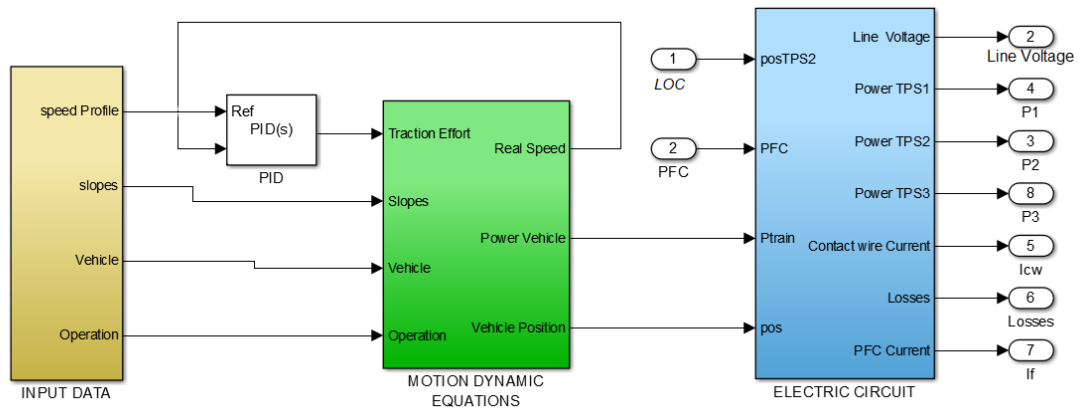 speed Profile
slopes
Vehicle
Operation
INPUT DATA
Ref
PID(s)
PID
Traction Effort
Real Speed
Slopes
Power Vehicle
Vehicle
Vehicle Position
Operation
MOTION DYNAMIC
EQUATIONS
1
LOC
2
PFC
posTPS2
PFC
Ptrain
pos
Line Voltage
Power TPS1
Power TPS2
Power TPS3
Contact wire Current
Losses
PFC Current
ELECTRIC CIRCUIT
2
Line Voltage
4
P1
3
P2
8
P3
5
Icw
6
Losses
7
If